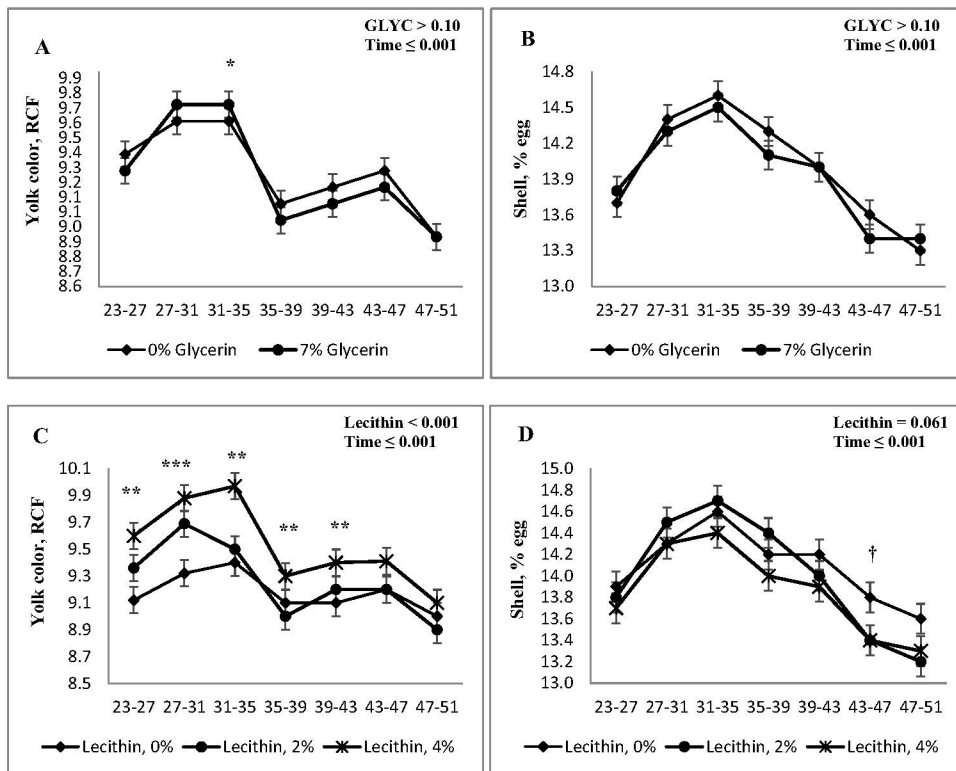 A
GLYC > 0.10
Time ≤ 0.001
*
Yolk color, RCF
9.9
9.8
9.7
9.6
9.4
9.3
9.2
9.1
9.0
8.8
8.7
8.6
23-27 27-31 31-35 35-39 39-43 43-47 47-51
0% Glycerin 7% Glycerin
B
GLYC > 0.10
Time ≤ 0.001
Shell, % egg
14.8
14.5
14.2
13.9
13.6
13.3
13.0
23-27 27-31 31-35 35-39 39-43 43-47 47-51
0% Glycerin 7% Glycerin
C
Lecithin < 0.001
Time ≤ 0.001
** *** ** ** **
Yolk color, RCF
10.1
9.9
9.7
9.5
9.3
9.1
8.9
8.7
8.5
23-27 27-31 31-35 35-39 39-43 43-47 47-51
Lecithin, 0% Lecithin, 2% Lecithin, 4%
D
Lecithin = 0.061
Time ≤ 0.001
†
Shell, % egg
15.0
14.8
14.6
14.4
14.2
14.0
13.8
13.6
13.4
13.2
13.0
23-27 27-31 31-35 35-39 39-43 43-47 47-51
Lecithin, 0% Lecithin, 2% Lecithin, 4%